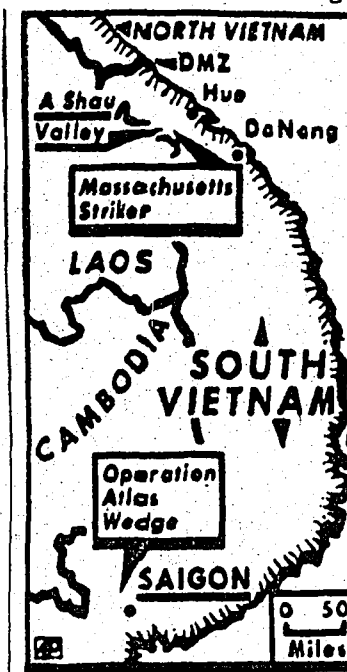 NORTH VIETNAM
DMZ
Hue
A Shau
Valley
DaNang
Massachusetts
Striker
LAOS
CAMBODIA
SOUTH
VIETNAM
Operation
Atlas
Wedge
SAIGON
0 50
Miles